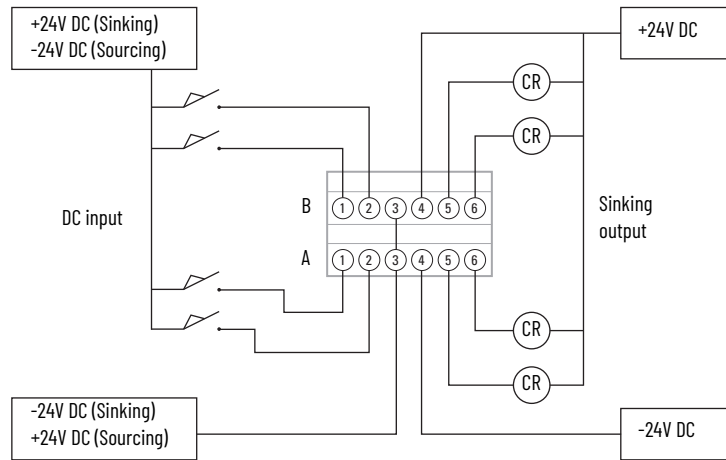 +24V DC (Sinking)
-24V DC (Sourcing)
+24V DC
CR
CR
B
1 2 3 4 5 6
DC input
Sinking
output
A
1 2 3 4 5 6
CR
CR
-24V DC (Sinking)
+24V DC (Sourcing)
-24V DC